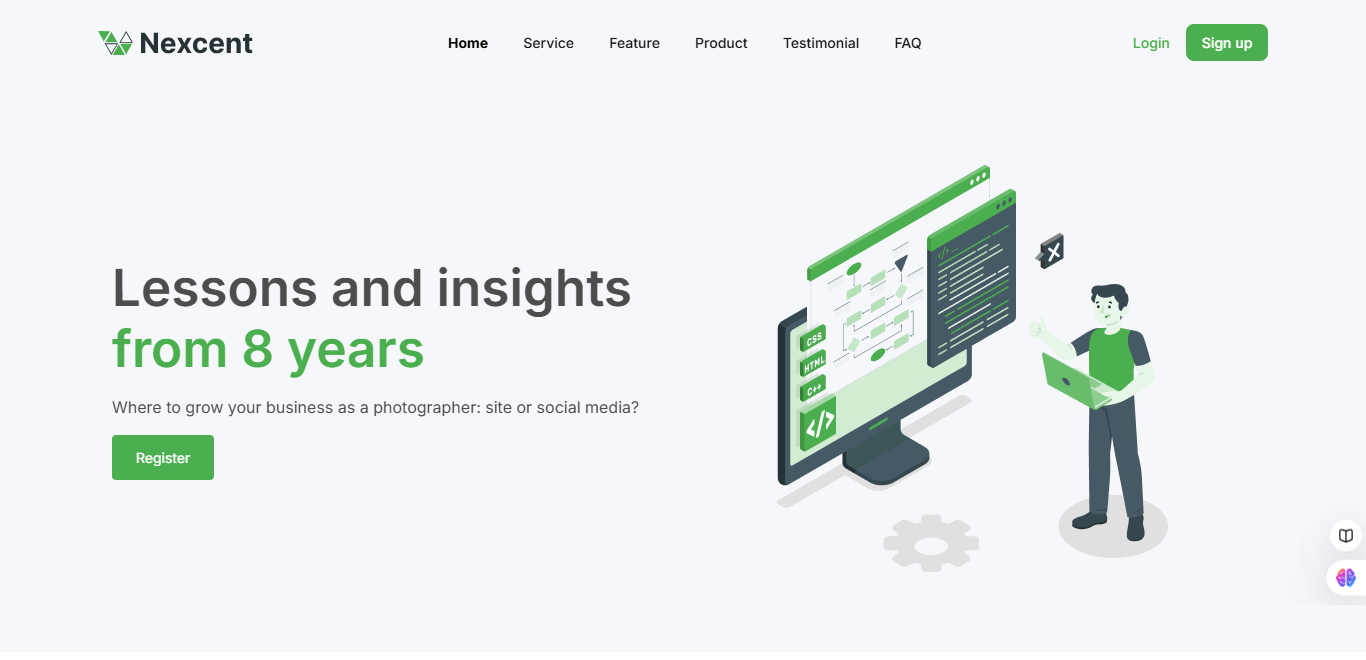 Nexcent
Home Service Feature Product Testimonial FAQ
Login Sign up
Lessons and insights
from 8 years
Where to grow your business as a photographer: site or social media?
Register
CSS
HTML
C++
</>
</>...
X